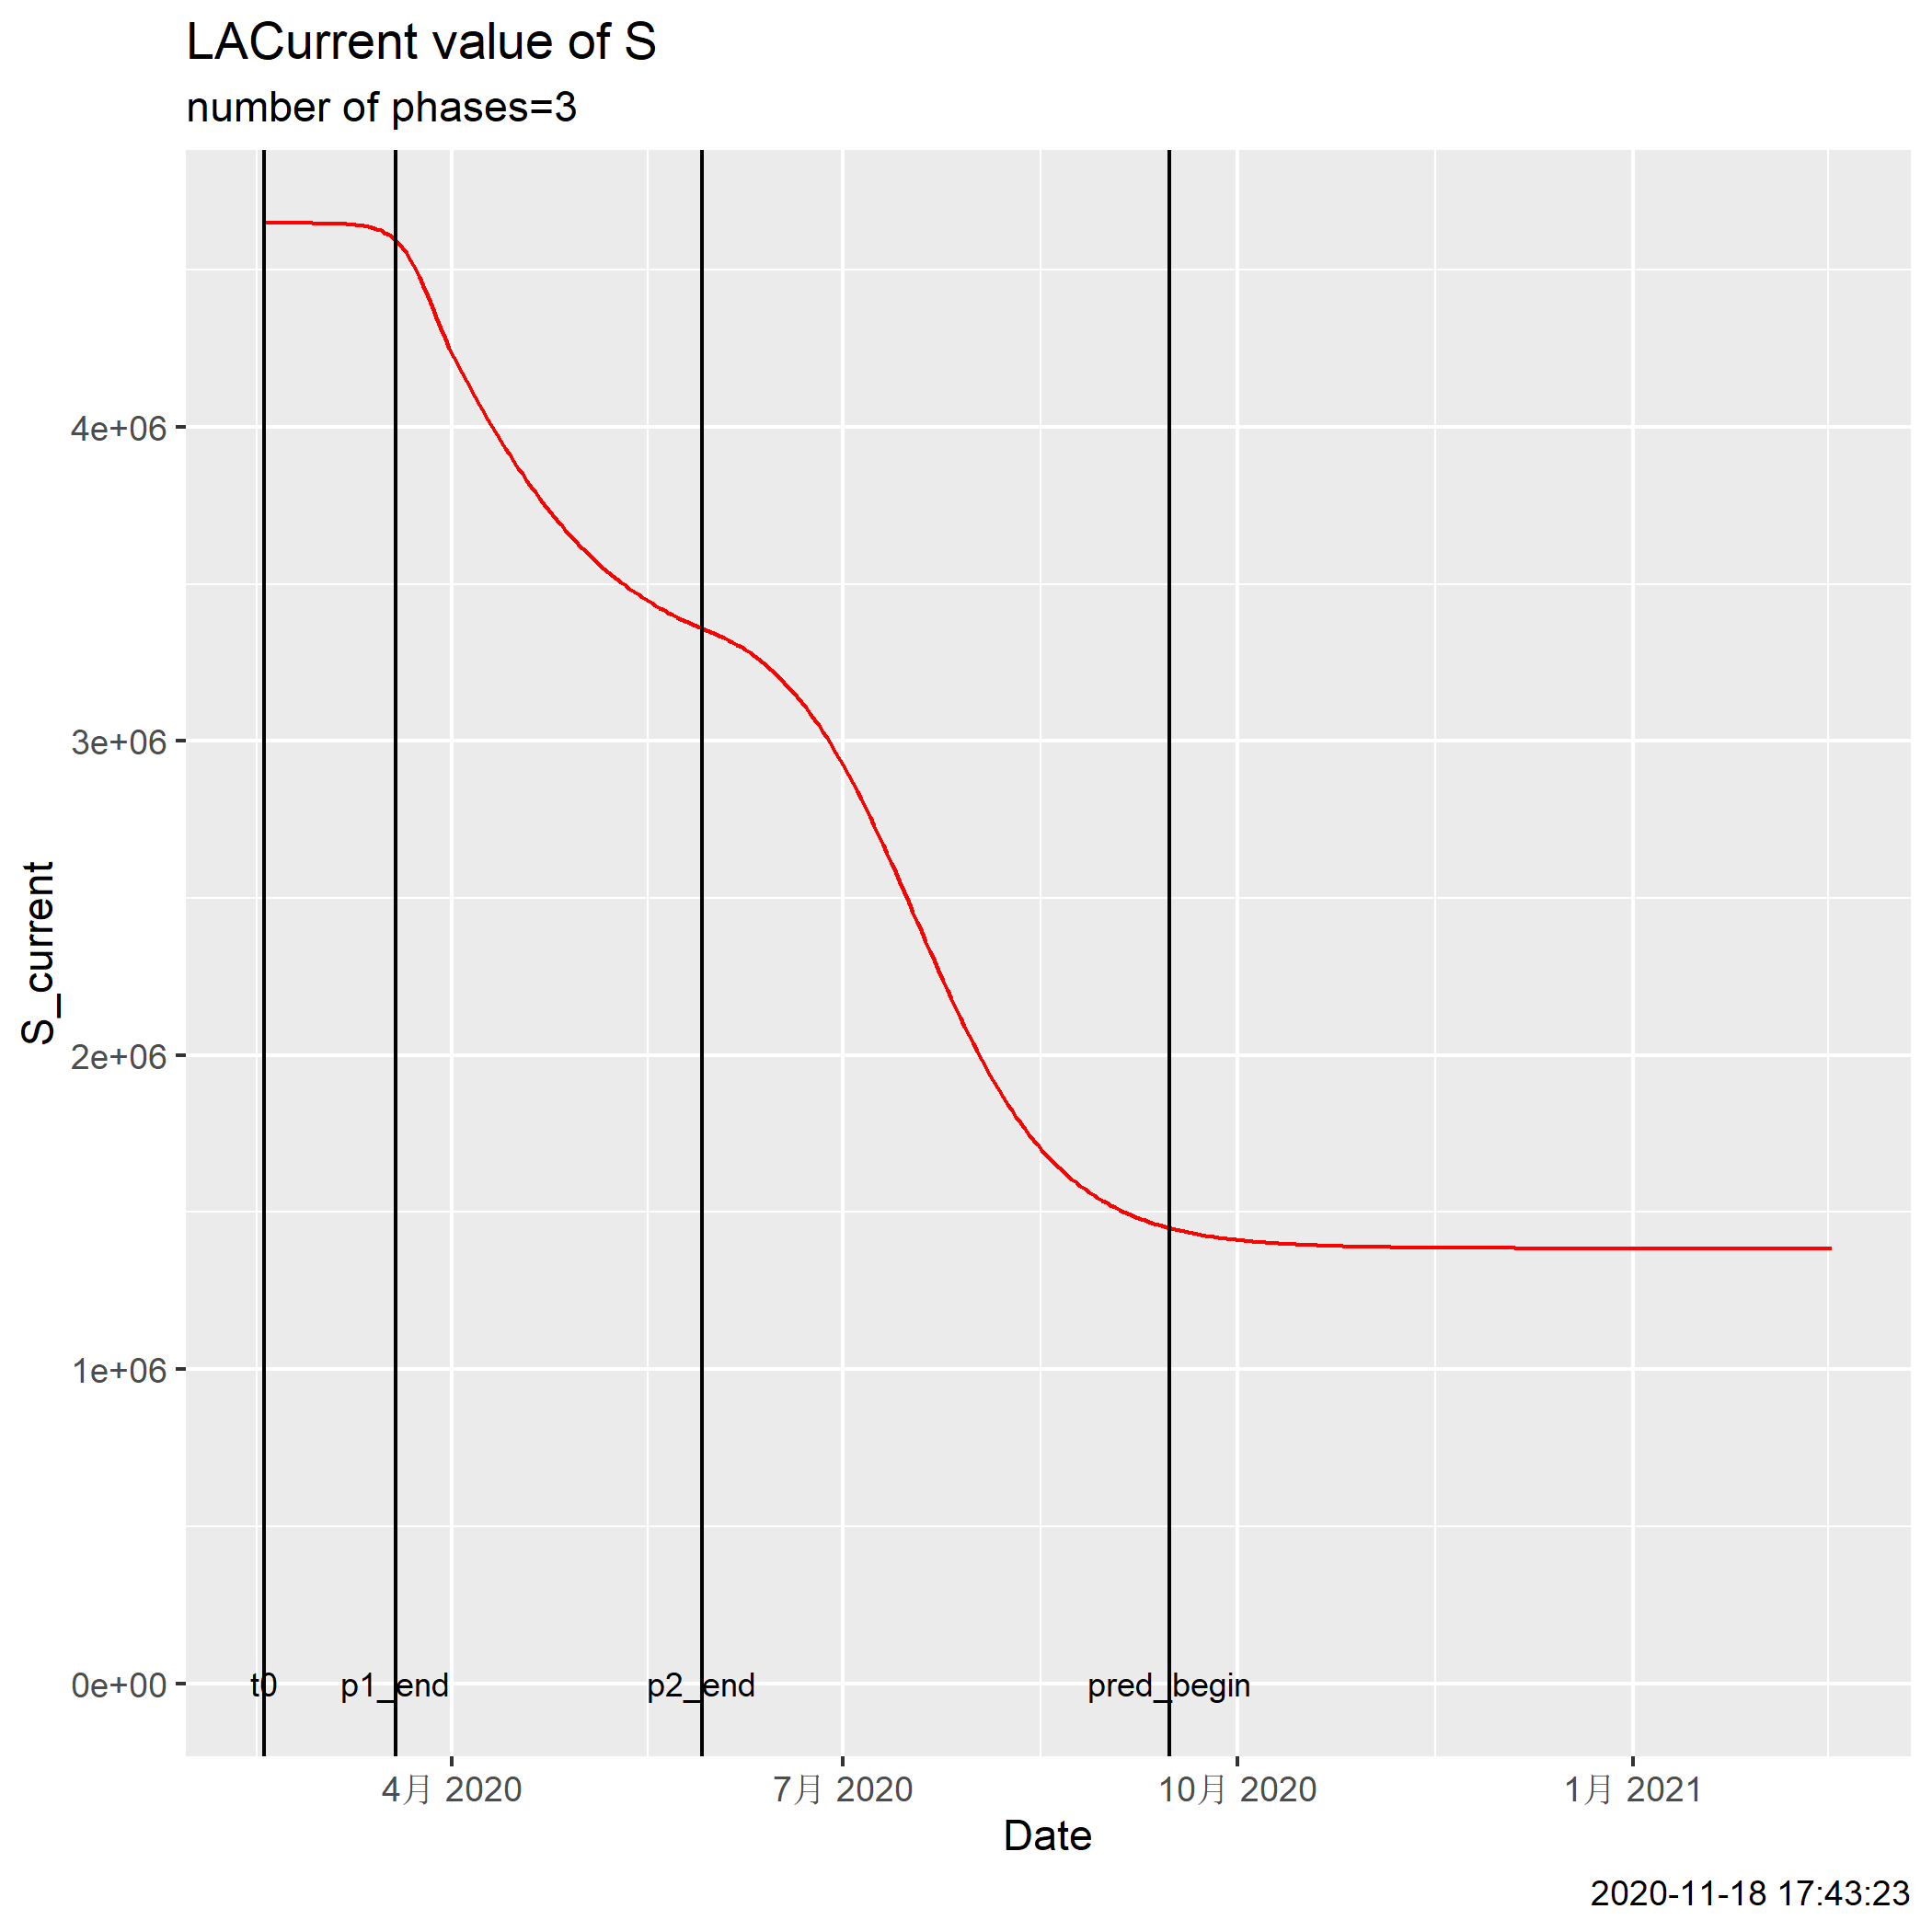 LACurrent value of S
number of phases=3
S_current
4e+06
3e+06
2e+06
1e+06
0e+00
t0 p1_end p2_end pred_begin
4月 2020 7月 2020 10月 2020 1月 2021
Date
2020-11-18 17:43:23